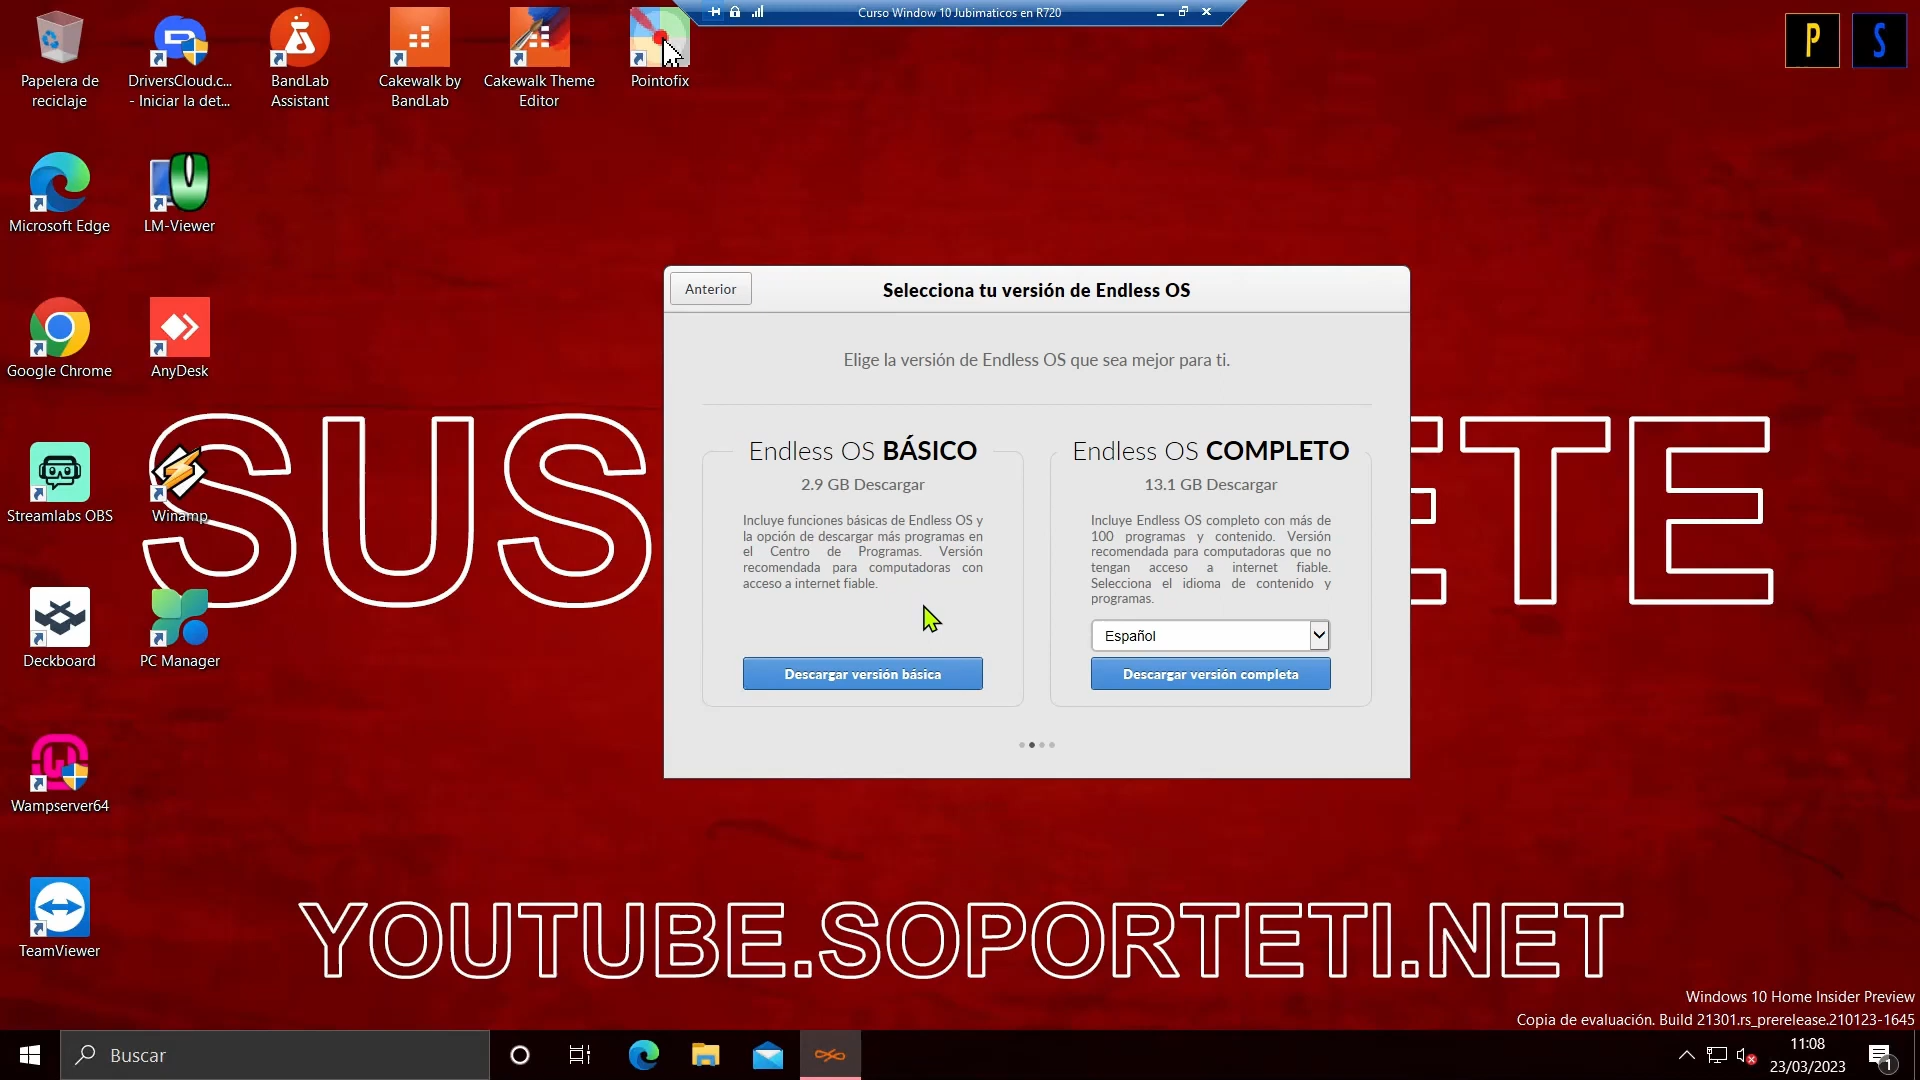 Curso Window 10 Jubimaticos en R720
P
S
Papelera de
reciclaje
DriversCloud.c...
- Iniciar la det...
BandLab
Assistant
Cakewalk by
BandLab
Cakewalk Theme
Editor
Pointofix
Microsoft Edge
LM-Viewer
Google Chrome
AnyDesk
Streamlabs OBS
Winamp
Deckboard
PC Manager
Wampserver64
TeamViewer
Anterior
Selecciona tu versión de Endless OS
Elige la versión de Endless OS que sea mejor para ti.
Endless OS BÁSICO
2.9 GB Descargar
Incluye funciones básicas de Endless OS y
la opción de descargar más programas en
el Centro de Programas. Versión
recomendada para computadoras con
acceso a internet fiable.
Descargar versión básica
Endless OS COMPLETO
13.1 GB Descargar
Incluye Endless OS completo con más de
100 programas y contenido. Versión
recomendada para computadoras que no
tengan acceso a internet fiable.
Selecciona el idioma de contenido y
programas.
Español
Descargar versión completa
YOUTUBE.SOPORTETI.NET
Windows 10 Home Insider Preview
Copia de evaluación. Build 21301.rs_prerelease.210123-1645
Buscar
11:08
23/03/2023
1